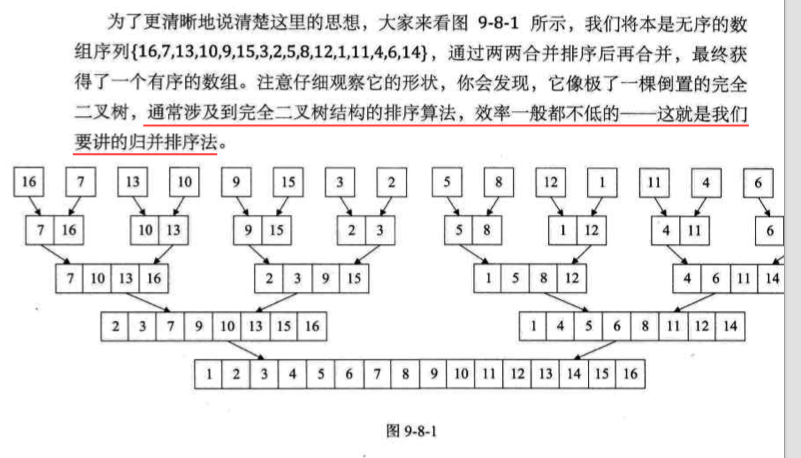 为了更清晰地说清楚这里的思想，大家来看图 9-8-1 所示，我们将本是无序的数
组序列{16,7,13,10,9,15,3,2,5,8,12,1,11,4,6,14}，通过两两合并排序后再合并，最终获
得了一个有序的数组。注意仔细观察它的形状，你会发现，它像极了一棵倒置的完全
二叉树，通常涉及到完全二叉树结构的排序算法，效率一般都不低的——这就是我们
要讲的归并排序法。
16 7 13 10 9 15 3 2 5 8 12 1 11 4 6
7 16 10 13 9 15 2 3 5 8 1 12 4 11 6
7 10 13 16 2 3 9 15 1 5 8 12 4 6 11 14
2 3 7 9 10 13 15 16 1 4 5 6 8 11 12 14
1 2 3 4 5 6 7 8 9 10 11 12 13 14 15 16
图 9-8-1